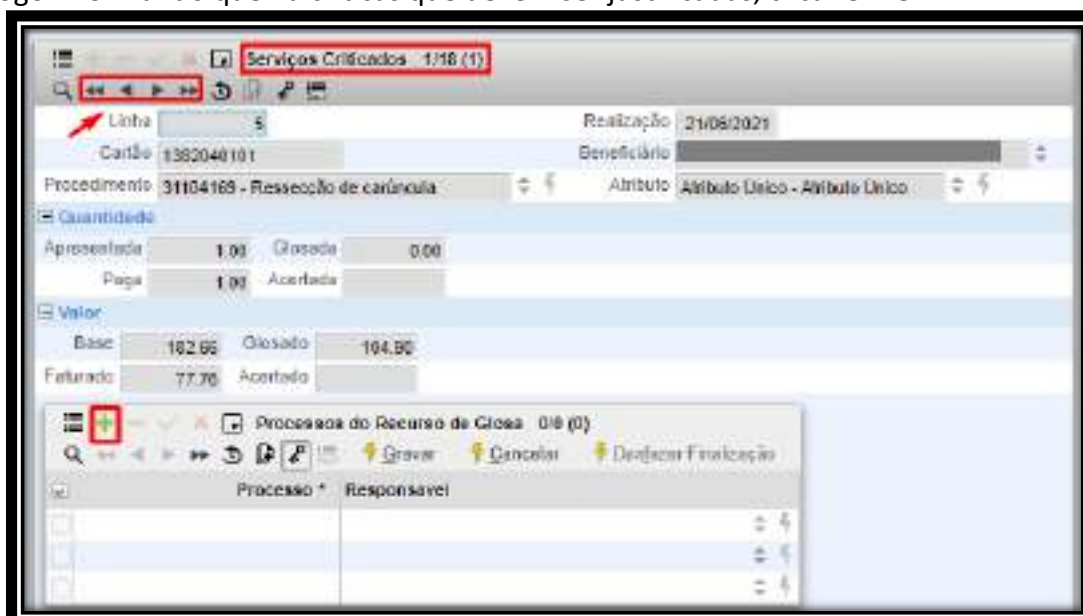 Serviços Criticados 1/18 (1)
Linha 5 Realização 21/06/2021
Cartão 1382040101 Beneficiário
Procedimento 31104169 - Ressecção de carúncula Atributo Atributo Único - Atributo Único
Quantidade
Apresentada 1.00 Glosada 0.00
Paga 1.00 Acertada
Valor
Base 182.66 Glosado 104.90
Faturado 77.76 Acertado
Processos do Recurso de Glosa 0/0 (0)
Gravar Cancelar Desfazer Finalização
Processo * Responsavel